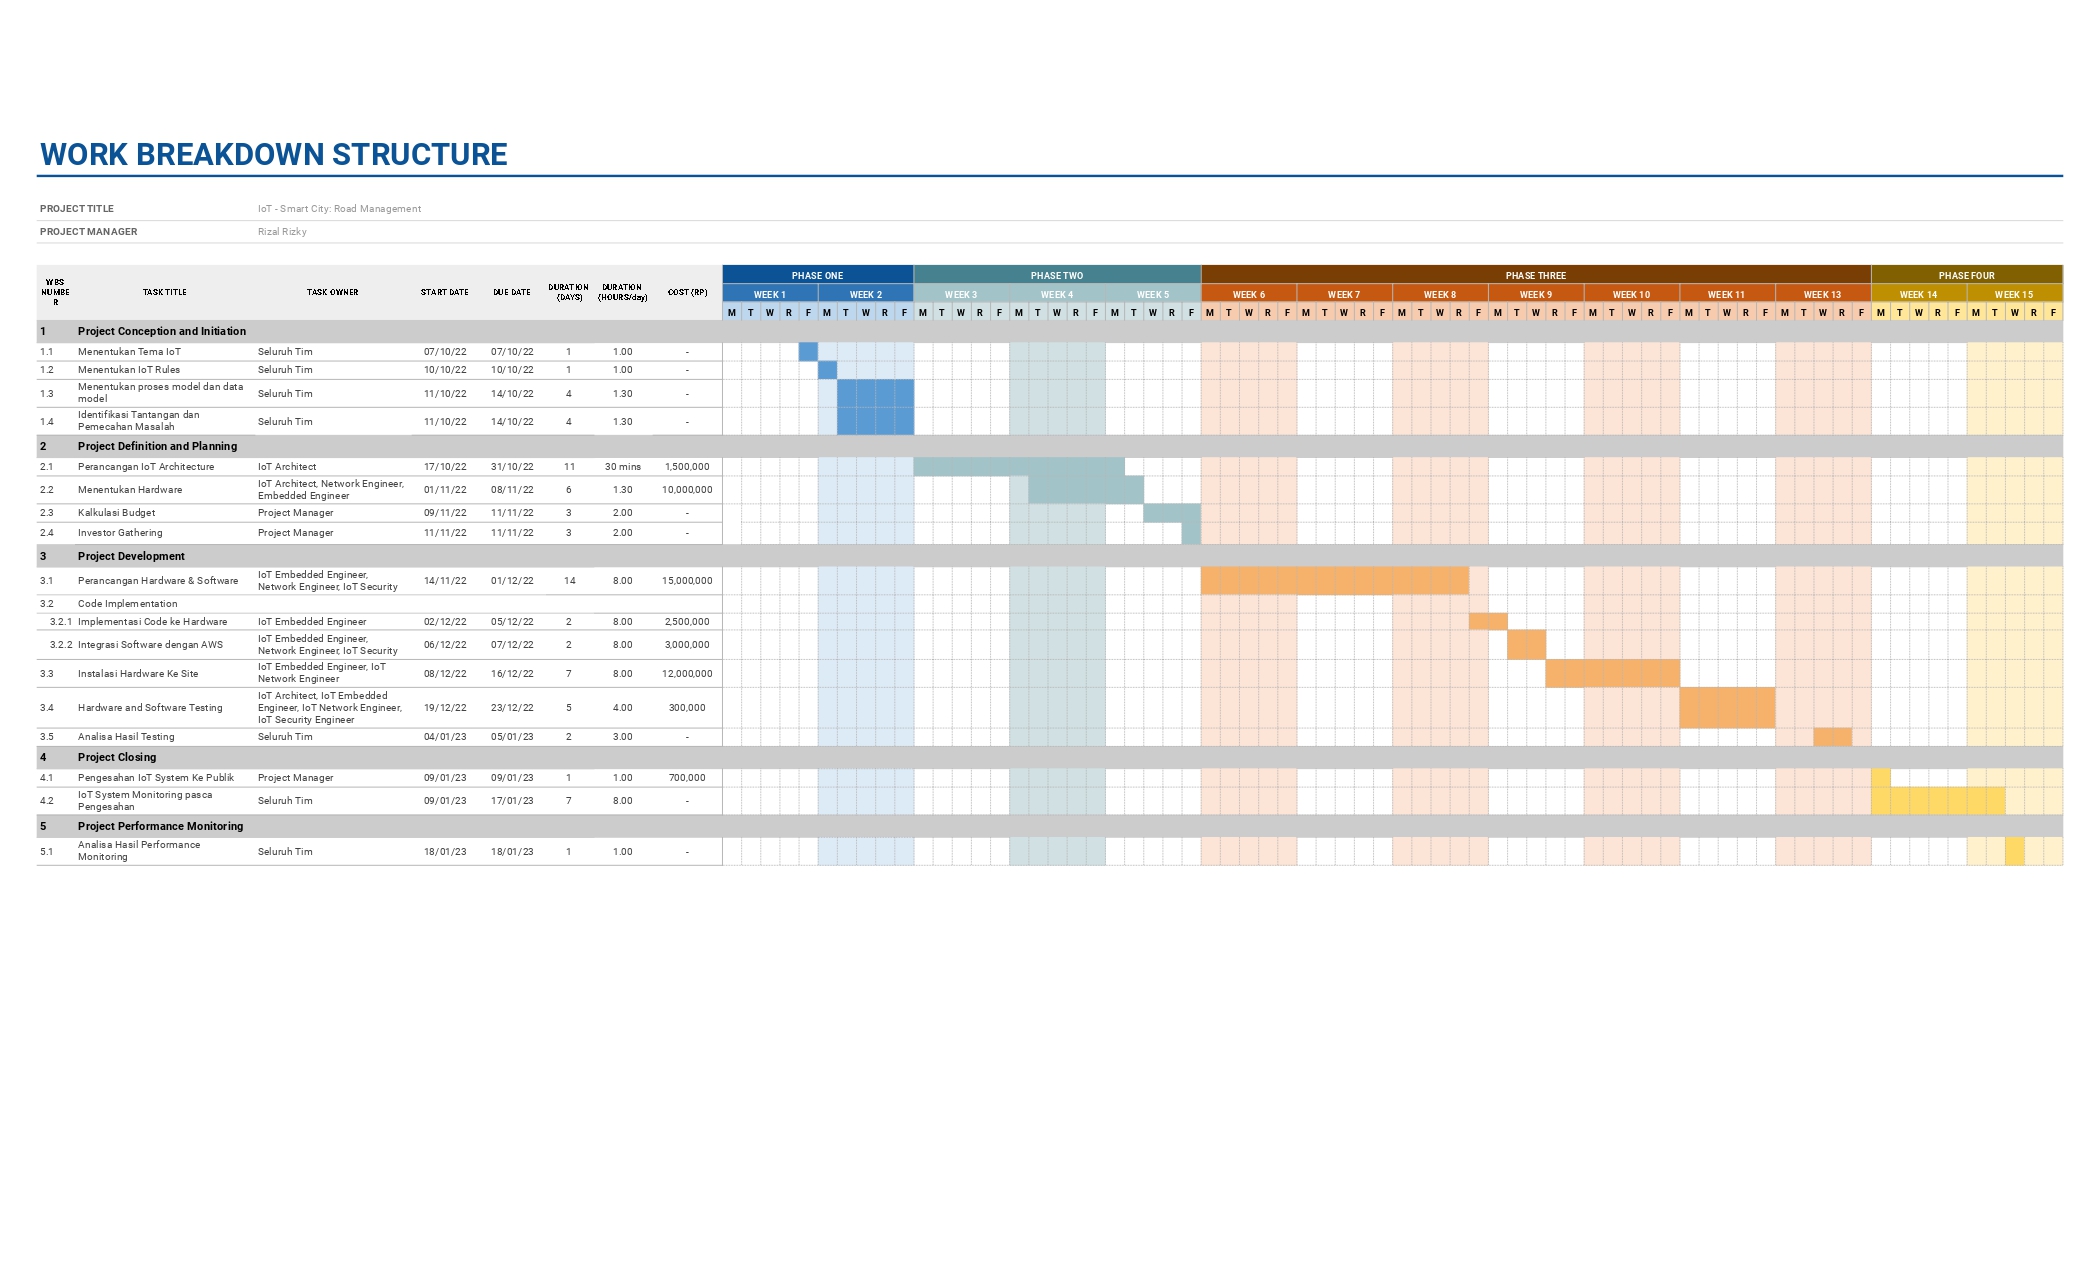 WORK BREAKDOWN STRUCTURE
PROJECT TITLE IoT - Smart City: Road Management
PROJECT MANAGER Rizal Rizky
WBS NUMBER TASK TITLE TASK OWNER START DATE DUE DATE DURATION (DAYS) DURATION (HOURS/day) COST (RP)
PHASE ONE PHASE TWO PHASE THREE PHASE FOUR
WEEK 1 WEEK 2 WEEK 3 WEEK 4 WEEK 5 WEEK 6 WEEK 7 WEEK 8 WEEK 9 WEEK 10 WEEK 11 WEEK 13 WEEK 14 WEEK 15
M T W R F M T W R F M T W R F M T W R F M T W R F M T W R F M T W R F M T W R F M T W R F M T W R F M T W R F M T W R F M T W R F M T W R F
1 Project Conception and Initiation
1.1 Menentukan Tema IoT Seluruh Tim 07/10/22 07/10/22 1 1.00 -
1.2 Menentukan IoT Rules Seluruh Tim 10/10/22 10/10/22 1 1.00 -
1.3 Menentukan proses model dan data model Seluruh Tim 11/10/22 14/10/22 4 1.30 -
1.4 Identifikasi Tantangan dan Pemecahan Masalah Seluruh Tim 11/10/22 14/10/22 4 1.30 -
2 Project Definition and Planning
2.1 Perancangan IoT Architecture IoT Architect 17/10/22 31/10/22 11 30 mins 1,500,000
2.2 Menentukan Hardware IoT Architect, Network Engineer, Embedded Engineer 01/11/22 08/11/22 6 1.30 10,000,000
2.3 Kalkulasi Budget Project Manager 09/11/22 11/11/22 3 2.00 -
2.4 Investor Gathering Project Manager 11/11/22 11/11/22 3 2.00 -
3 Project Development
3.1 Perancangan Hardware & Software IoT Embedded Engineer, Network Engineer, IoT Security 14/11/22 01/12/22 14 8.00 15,000,000
3.2 Code Implementation
3.2.1 Implementasi Code ke Hardware IoT Embedded Engineer 02/12/22 05/12/22 2 8.00 2,500,000
3.2.2 Integrasi Software dengan AWS IoT Embedded Engineer, Network Engineer, IoT Security 06/12/22 07/12/22 2 8.00 3,000,000
3.3 Instalasi Hardware Ke Site IoT Embedded Engineer, IoT Network Engineer 08/12/22 16/12/22 7 8.00 12,000,000
3.4 Hardware and Software Testing IoT Architect, IoT Embedded Engineer, IoT Network Engineer, IoT Security Engineer 19/12/22 23/12/22 5 4.00 300,000
3.5 Analisa Hasil Testing Seluruh Tim 04/01/23 05/01/23 2 3.00 -
4 Project Closing
4.1 Pengesahan IoT System Ke Publik Project Manager 09/01/23 09/01/23 1 1.00 700,000
4.2 IoT System Monitoring pasca Pengesahan Seluruh Tim 09/01/23 17/01/23 7 8.00 -
5 Project Performance Monitoring
5.1 Analisa Hasil Performance Monitoring Seluruh Tim 18/01/23 18/01/23 1 1.00 -